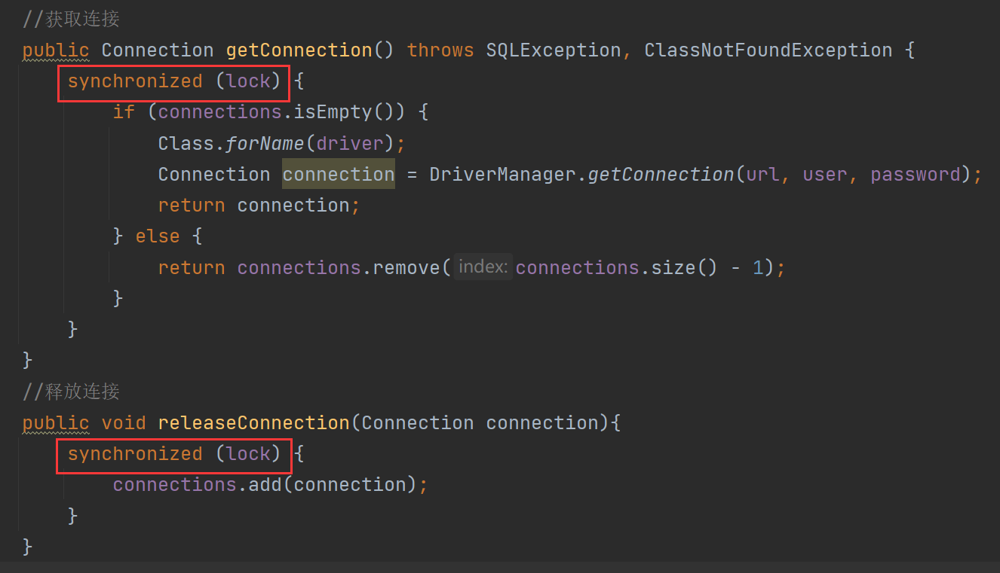 //获取连接
public Connection getConnection() throws SQLException, ClassNotFoundException {
    synchronized (lock) {
        if (connections.isEmpty()) {
            Class.forName(driver);
            Connection connection = DriverManager.getConnection(url, user, password);
            return connection;
        } else {
            return connections.remove( index: connections.size() - 1);
        }
    }
}
//释放连接
public void releaseConnection(Connection connection){
    synchronized (lock) {
        connections.add(connection);
    }
}